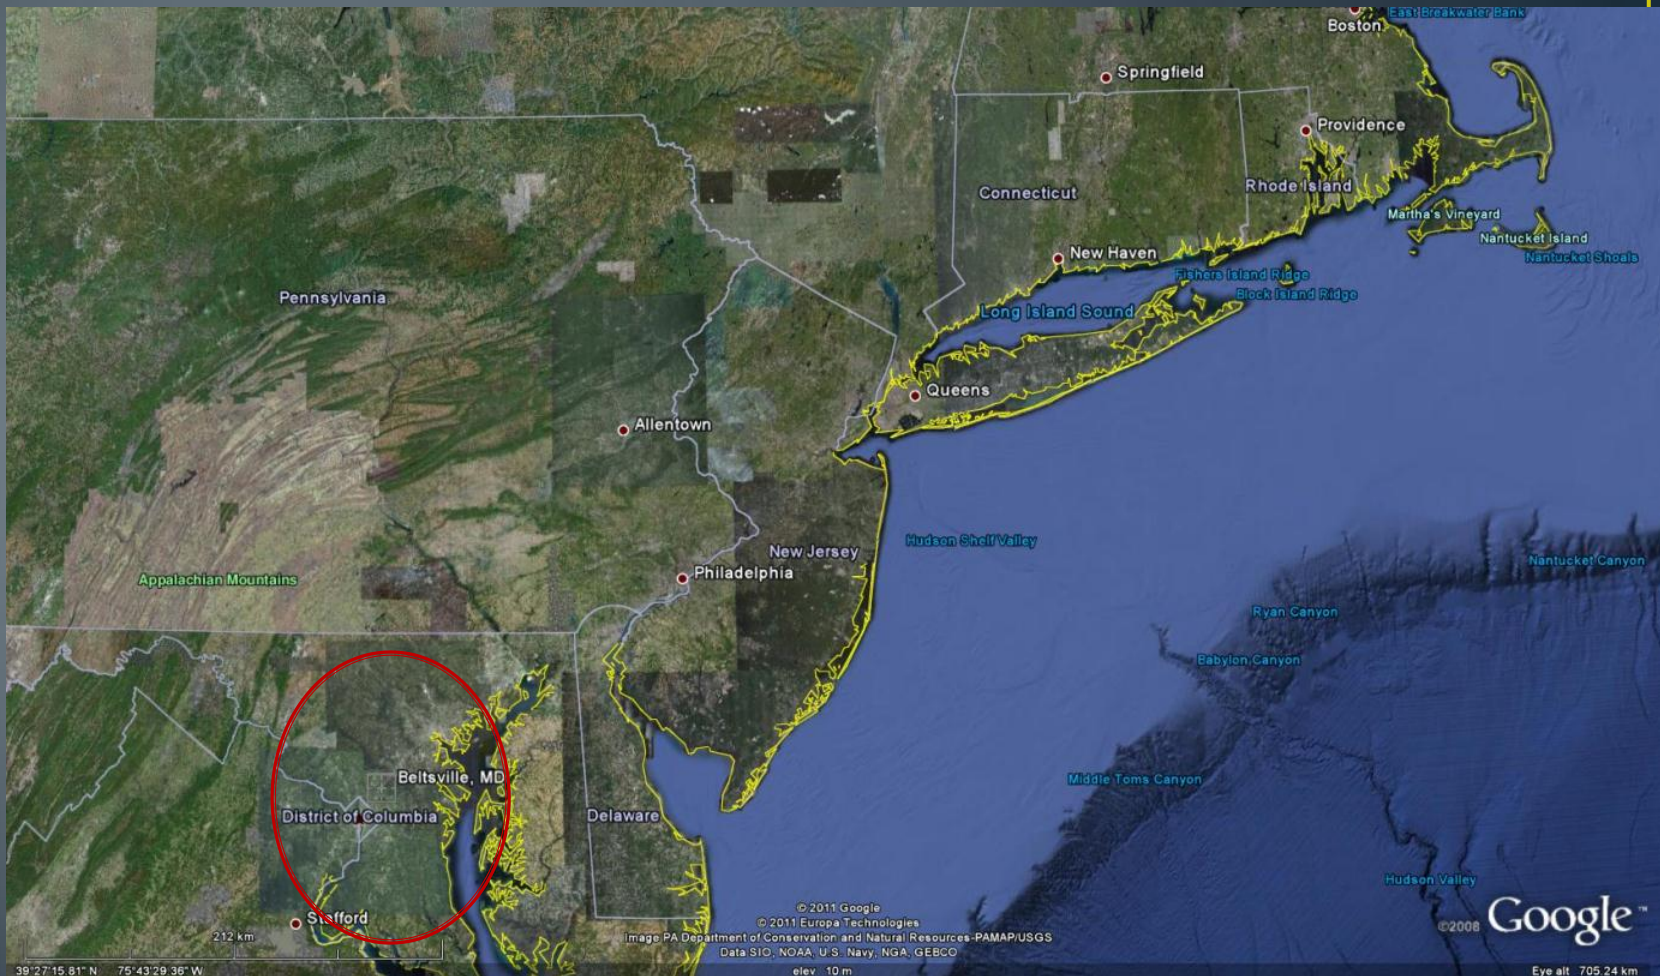 East Breakwater Bank
Boston
Springfield
Providence
Connecticut
Rhode Island
Martha's Vineyard
Nantucket Island
Nantucket Shoals
New Haven
Fishers Island Ridge
Block Island Ridge
Pennsylvania
Long Island Sound
Queens
Allentown
Hudson Shelf Valley
New Jersey
Nantucket Canyon
Philadelphia
Appalachian Mountains
Ryan Canyon
Babylon Canyon
Beltsville, MD
Middle Toms Canyon
District of Columbia
Delaware
Hudson Valley
Stafford
212 km
© 2011 Google
© 2011 Europa Technologies
Image PA Department of Conservation and Natural Resources-PAMAP/USGS
Data SIO, NOAA, U.S. Navy, NGA, GEBCO
©2008 Google™
39°27'15.81" N 75°43'29.36" W
elev 10 m
Eye alt 705.24 km